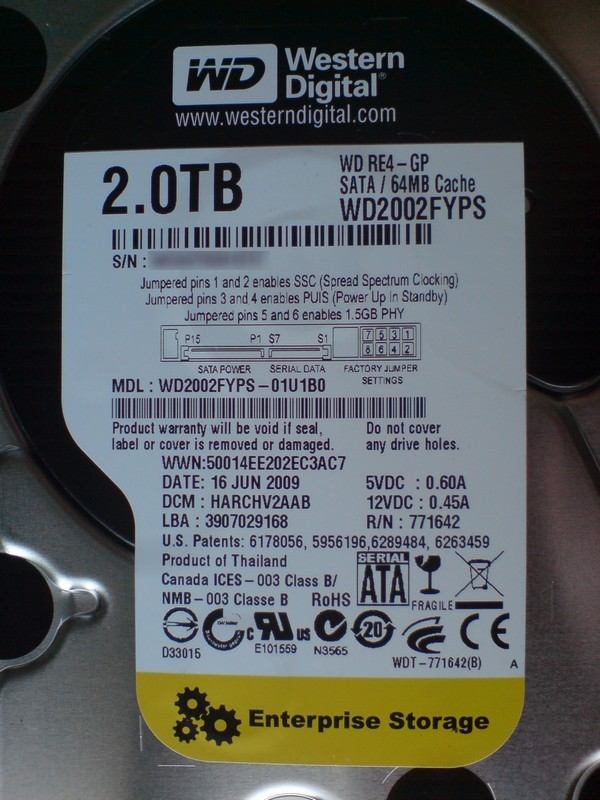 WD Western
Digital®
www.westerndigital.com
2.0TB
WD RE4-GP
SATA / 64MB Cache
WD2002FYPS
S/N :
Jumpered pins 1 and 2 enables SSC (Spread Spectrum Clocking)
Jumpered pins 3 and 4 enables PUIS (Power Up In Standby)
Jumpered pins 5 and 6 enables 1.5GB PHY
P15 P1 S7 S1 7 5 3 1
8 6 4 2
SATA POWER SERIAL DATA FACTORY JUMPER
SETTINGS
MDL : WD2002FYPS-01U1B0
Product warranty will be void if seal,
label or cover is removed or damaged.
Do not cover
any drive holes.
WWN:50014EE202EC3AC7
DATE: 16 JUN 2009 5VDC : 0.60A
DCM : HARCHV2AAB 12VDC : 0.45A
LBA : 3907029168 R/N : 771642
U.S. Patents: 6178056, 5956196,6289484, 6263459
Product of Thailand
Canada ICES-003 Class B/
NMB-003 Classe B RoHS
SERIAL
ATA
FRAGILE
D33015
c RU us
E101559
N3565
20
CE
WDT-771642(B) A
Enterprise Storage